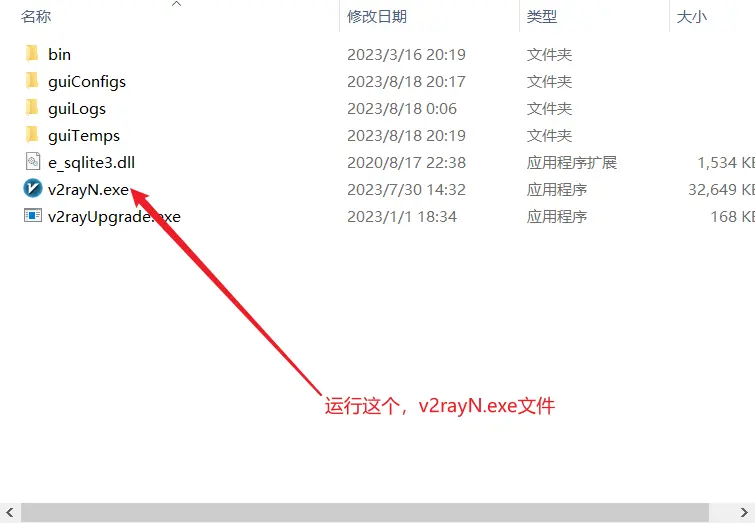 名称 修改日期 类型 大小
bin 2023/3/16 20:19 文件夹
guiConfigs 2023/8/18 20:17 文件夹
guiLogs 2023/8/18 0:06 文件夹
guiTemps 2023/8/18 20:19 文件夹
e_sqlite3.dll 2020/8/17 22:38 应用程序扩展 1,534 KB
v2rayN.exe 2023/7/30 14:32 应用程序 32,649 KB
v2rayUpgrade.exe 2023/1/1 18:34 应用程序 168 KB
运行这个，v2rayN.exe文件